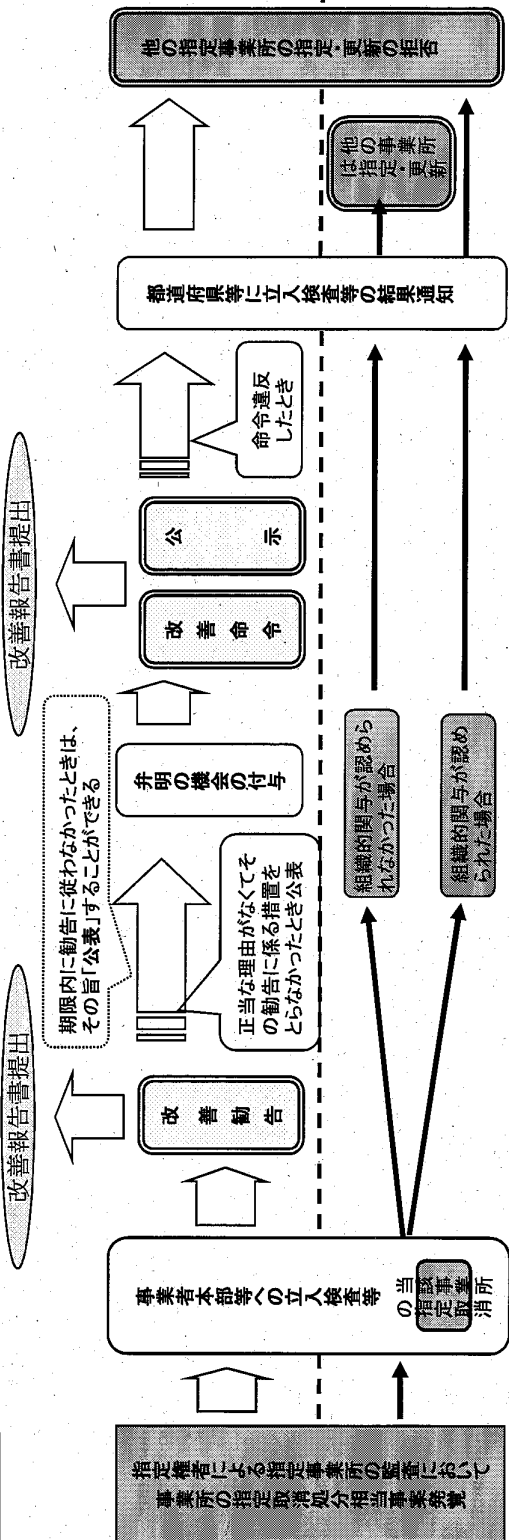 指定権者による指定事業所の監査において
事業所の指定取消処分相当事案発覚
事業者本部等への立入検査等
当該事業所
の指定取消
改善勧告
改善報告書提出
期限内に勧告に従わなかったときは、
その旨「公表」することができる
正当な理由がなくてそ
の勧告に係る措置を
とらなかったとき公表
弁明の機会の付与
改善命令
公示
改善報告書提出
命令違反
したとき
都道府県等に立入検査等の結果通知
他の指定事業所の指定・更新の拒否
他の事業所
は指定・更新
組織的関与が認めら
れなかった場合
組織的関与が認め
られた場合